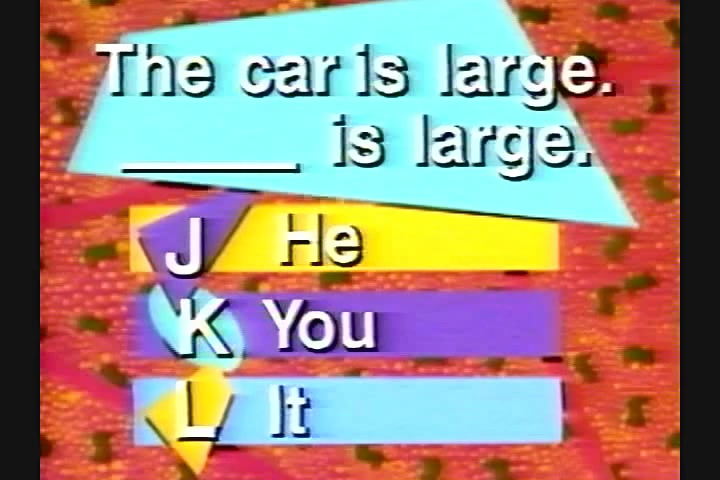 The car is large.
_____ is large.
J He
K You
L It